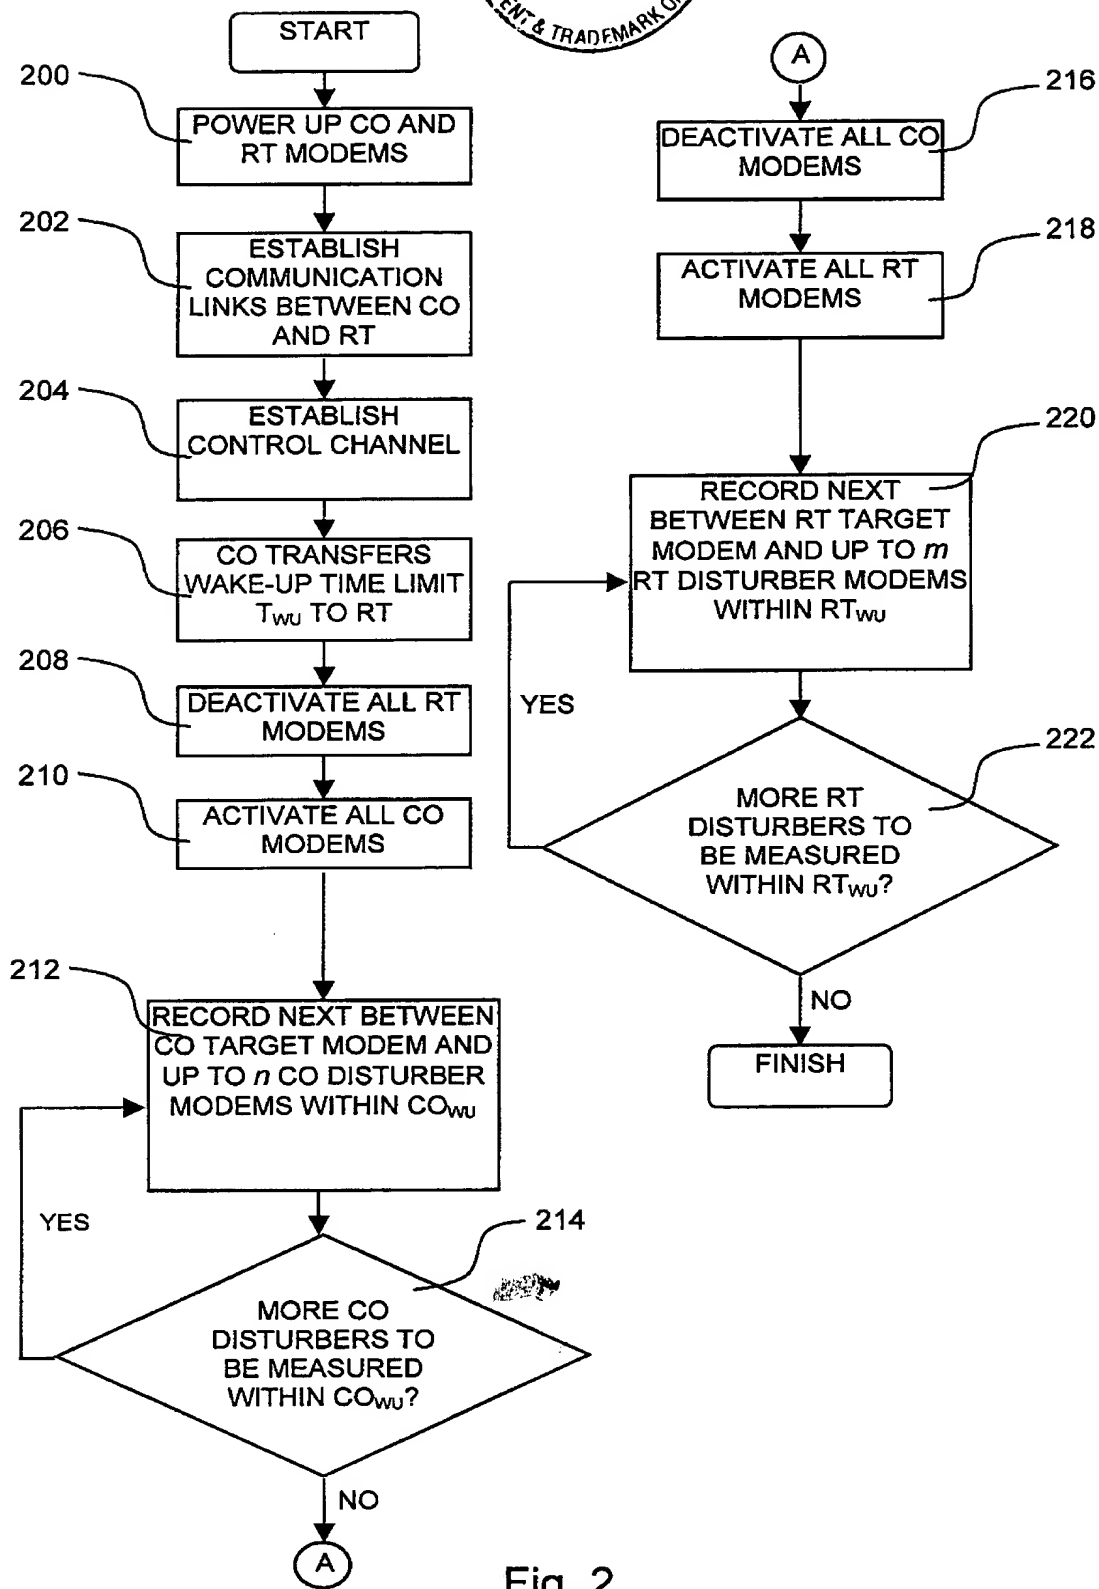 ENT & TRADEMARK
START
200
POWER UP CO AND
RT MODEMS
202
ESTABLISH
COMMUNICATION
LINKS BETWEEN CO
AND RT
204
ESTABLISH
CONTROL CHANNEL
206
CO TRANSFERS
WAKE-UP TIME LIMIT
TWU TO RT
208
DEACTIVATE ALL RT
MODEMS
210
ACTIVATE ALL CO
MODEMS
212
RECORD NEXT BETWEEN
CO TARGET MODEM AND
UP TO n CO DISTURBER
MODEMS WITHIN COWU
YES
214
MORE CO
DISTURBERS TO
BE MEASURED
WITHIN COWU?
NO
A
A
216
DEACTIVATE ALL CO
MODEMS
218
ACTIVATE ALL RT
MODEMS
220
RECORD NEXT
BETWEEN RT TARGET
MODEM AND UP TO m
RT DISTURBER MODEMS
WITHIN RTWU
YES
222
MORE RT
DISTURBERS TO
BE MEASURED
WITHIN RTWU?
NO
FINISH
Fig. 2